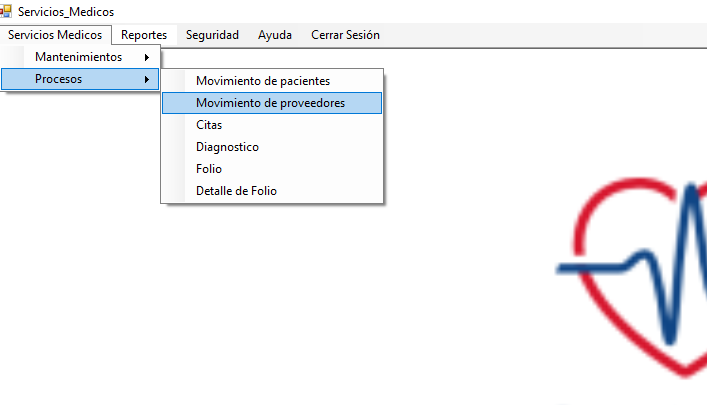 Servicios_Medicos
Servicios Medicos Reportes Seguridad Ayuda Cerrar Sesión
Mantenimientos
Procesos
Movimiento de pacientes
Movimiento de proveedores
Citas
Diagnostico
Folio
Detalle de Folio